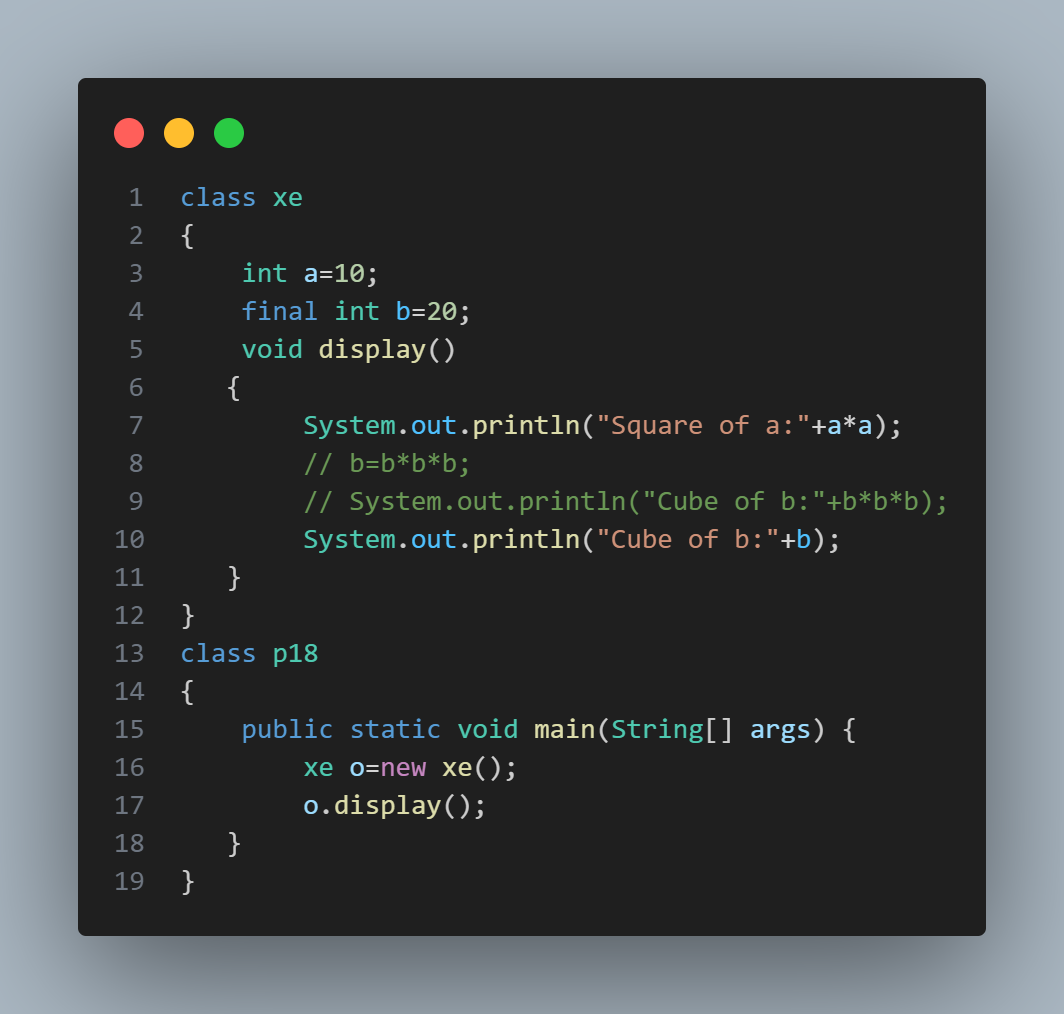 1 class xe
2 {
3     int a=10;
4     final int b=20;
5     void display()
6    {
7         System.out.println("Square of a:"+a*a);
8         // b=b*b*b;
9         // System.out.println("Cube of b:"+b*b*b);
10         System.out.println("Cube of b:"+b);
11    }
12 }
13 class p18
14 {
15     public static void main(String[] args) {
16         xe o=new xe();
17         o.display();
18    }
19 }